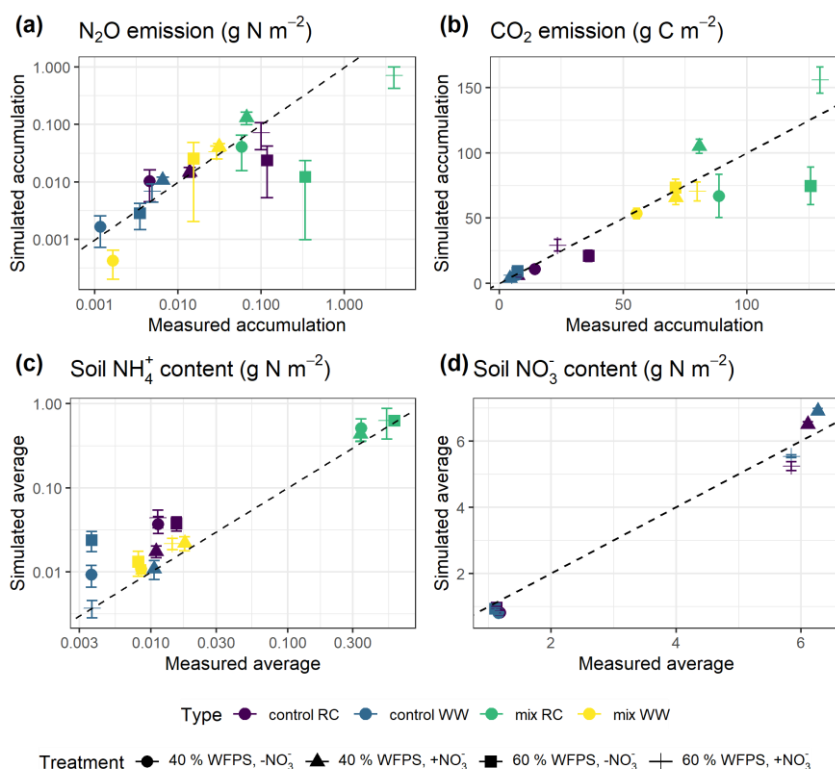 (a) N₂O emission (g N m⁻²)
Simulated accumulation
1.000
0.100
0.010
0.001
0.001 0.010 0.100 1.000
Measured accumulation
(b) CO₂ emission (g C m⁻²)
Simulated accumulation
150
100
50
0
0 50 100
Measured accumulation
(c) Soil NH₄⁺ content (g N m⁻²)
Simulated average
1.00
0.10
0.01
0.003 0.010 0.030 0.100 0.300
Measured average
(d) Soil NO₃⁻ content (g N m⁻²)
Simulated average
6
4
2
2 4 6
Measured average
Type control RC control WW mix RC mix WW
Treatment 40 % WFPS, -NO₃⁻ 40 % WFPS, +NO₃⁻ 60 % WFPS, -NO₃⁻ 60 % WFPS, +NO₃⁻